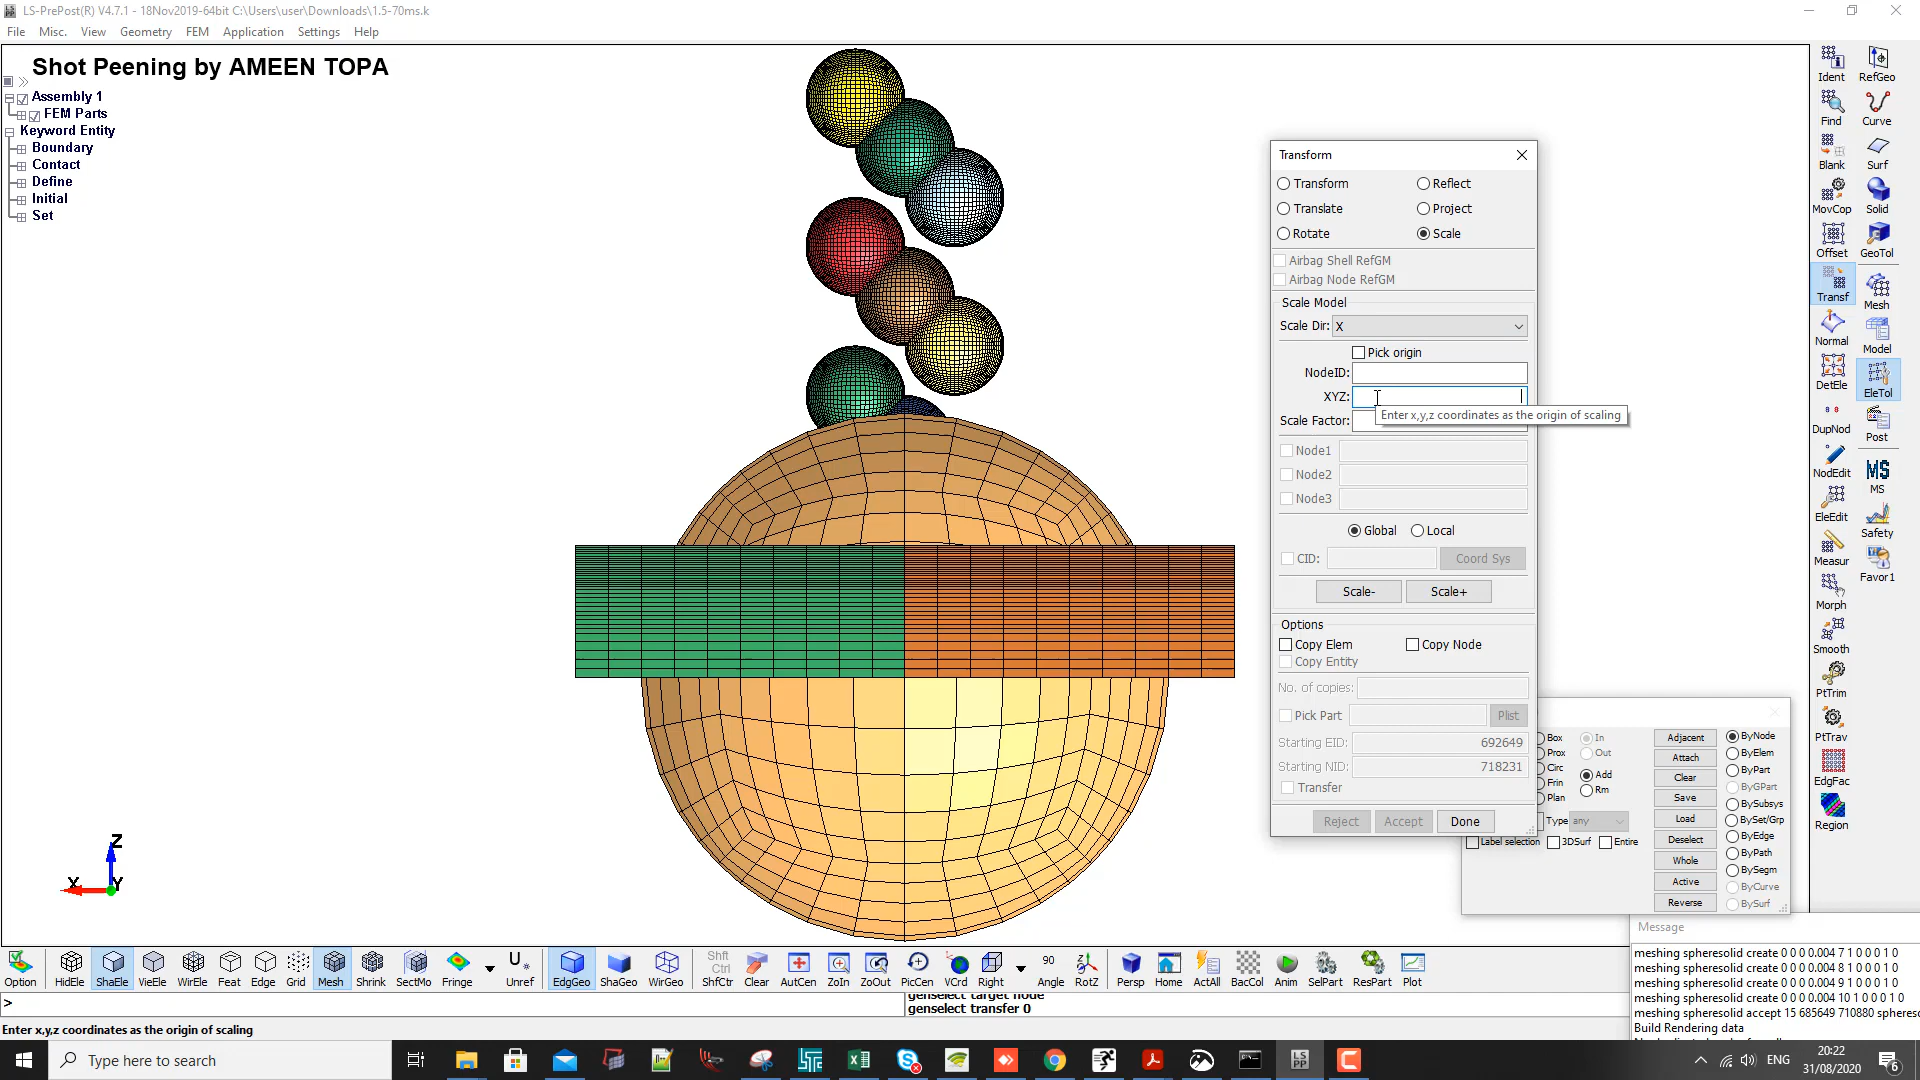 LS-PrePost(R) V4.7.1 - 18Nov2019-64bit C:\Users\user\Downloads\1.5-70ms.k
File Misc. View Geometry FEM Application Settings Help
Shot Peening by AMEEN TOPA
Assembly 1
FEM Parts
Keyword Entity
Boundary
Contact
Define
Initial
Set
Z
X
Y
Transform
Transform Reflect
Translate Project
Rotate Scale
Airbag Shell RefGM
Airbag Node RefGM
Scale Model
Scale Dir: X
Pick origin
NodeID:
XYZ:
Enter x,y,z coordinates as the origin of scaling
Scale Factor:
Node1
Node2
Node3
Global Local
CID: Coord Sys
Scale- Scale+
Options
Copy Elem Copy Node
Copy Entity
No. of copies:
Pick Part Plist
Starting EID: 692649
Starting NID: 718231
Transfer
Reject Accept Done
Box In Adjacent ByNode
Prox Out Attach ByElem
Circ Add Clear ByPart
Frin Rm Save ByGPart
Plan Load BySubsys
Type any Deselect BySet/Grp
Label selection 3DSurf Entire Whole ByEdge
Active ByPath
Reverse BySegm
ByCurve
BySurf
Ident RefGeo
Find Curve
Blank Surf
MovCop Solid
Offset GeoTol
Transf Mesh
Normal Model
DetEle EleTol
DupNod Post
NodEdit MS
MS
EleEdit Safety
Measur Favor1
Morph
Smooth
PtTrim
PtTrav
EdgFac
Region
Message
meshing spheresolid create 0 0 0 0.004 7 1 0 0 0 1 0
meshing spheresolid create 0 0 0 0.004 8 1 0 0 0 1 0
meshing spheresolid create 0 0 0 0.004 9 1 0 0 0 1 0
meshing spheresolid create 0 0 0 0.004 10 1 0 0 0 1 0
meshing spheresolid accept 15 685649 710880 spheres
Build Rendering data
Option HidEle ShaEle VieEle WirEle Feat Edge Grid Mesh Shrink SectMo Fringe Unref EdgGeo ShaGeo WirGeo Shft Ctrl ShfCtr Clear AutCen ZoIn ZoOut PicCen VCrd Right 90 Angle RotZ Persp Home ActAll BacCol Anim SelPart ResPart Plot
>
genselect target node
genselect transfer 0
Enter x,y,z coordinates as the origin of scaling
Type here to search
ENG
20:22
31/08/2020
6